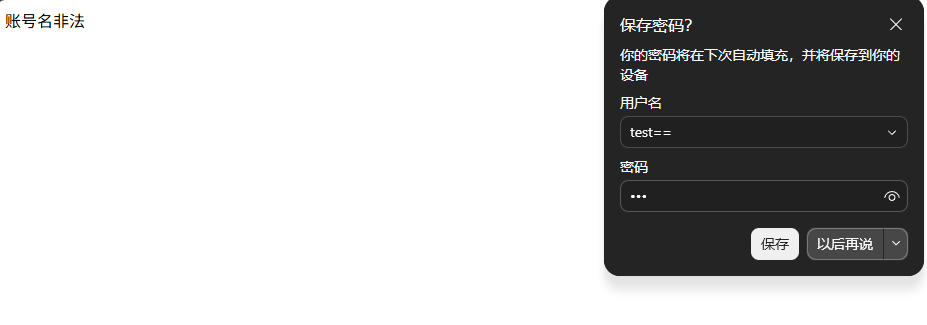 账号名非法
保存密码?
你的密码将在下次自动填充，并将保存到你的
设备
用户名
test==
密码
•••
保存
以后再说